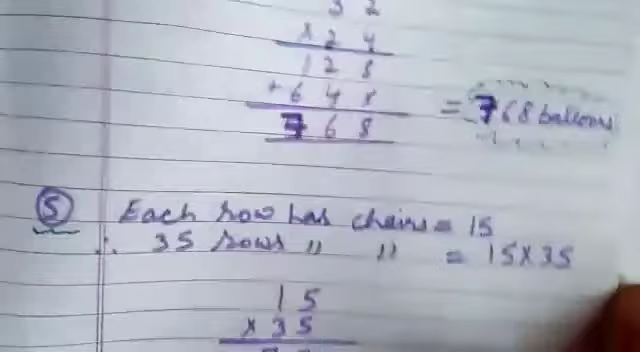 3 2
× 2 4
1 2 8
+ 6 4 ×
7 6 8 = 768 balloons
5 Each row has chairs = 15
∴ 35 rows " " = 15×35
1 5
× 3 5